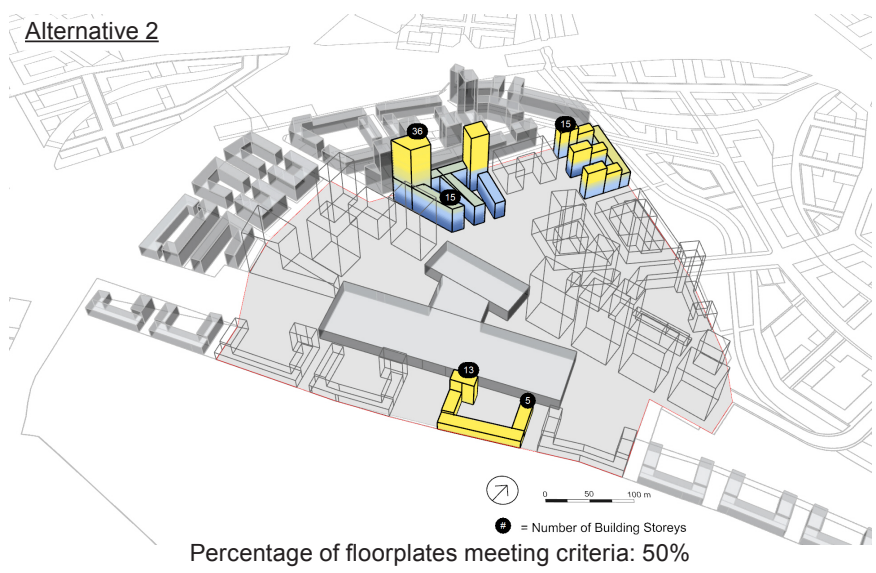 Alternative 2
36
15
15
13
5
0 50 100 m
# = Number of Building Storeys
Percentage of floorplates meeting criteria: 50%